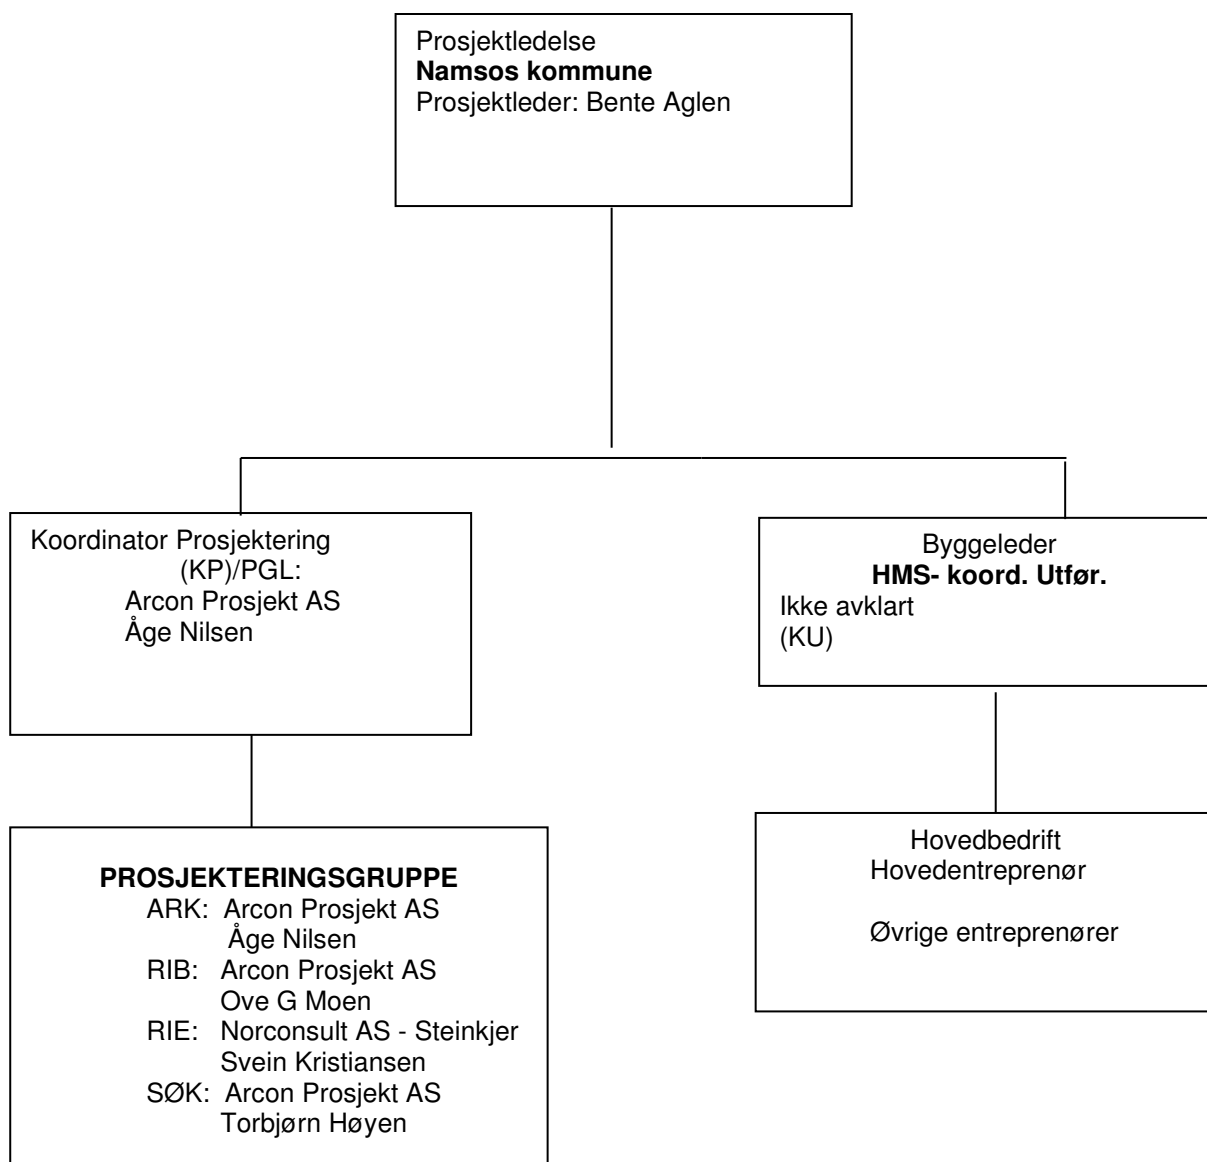 Prosjektledelse
Namsos kommune
Prosjektleder: Bente Aglen
Koordinator Prosjektering
(KP)/PGL:
Arcon Prosjekt AS
Åge Nilsen
Byggeleder
HMS- koord. Utfør.
Ikke avklart
(KU)
PROSJEKTERINGSGRUPPE
ARK: Arcon Prosjekt AS
Åge Nilsen
RIB: Arcon Prosjekt AS
Ove G Moen
RIE: Norconsult AS - Steinkjer
Svein Kristiansen
SØK: Arcon Prosjekt AS
Torbjørn Høyen
Hovedbedrift
Hovedentreprenør
Øvrige entreprenører